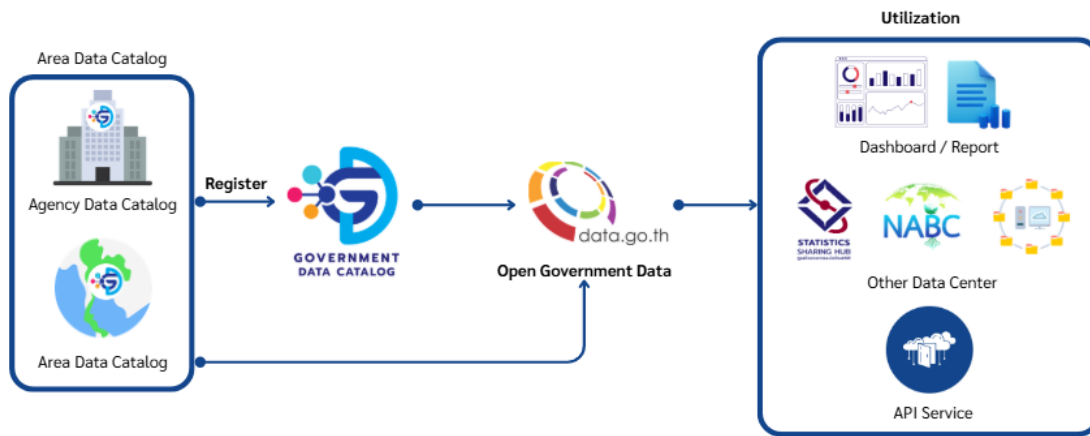 Utilization
Area Data Catalog
Agency Data Catalog
Area Data Catalog
Register
GOVERNMENT
DATA CATALOG
data.go.th
Open Government Data
Dashboard / Report
STATISTICS
SHARING HUB
NABC
Other Data Center
API Service